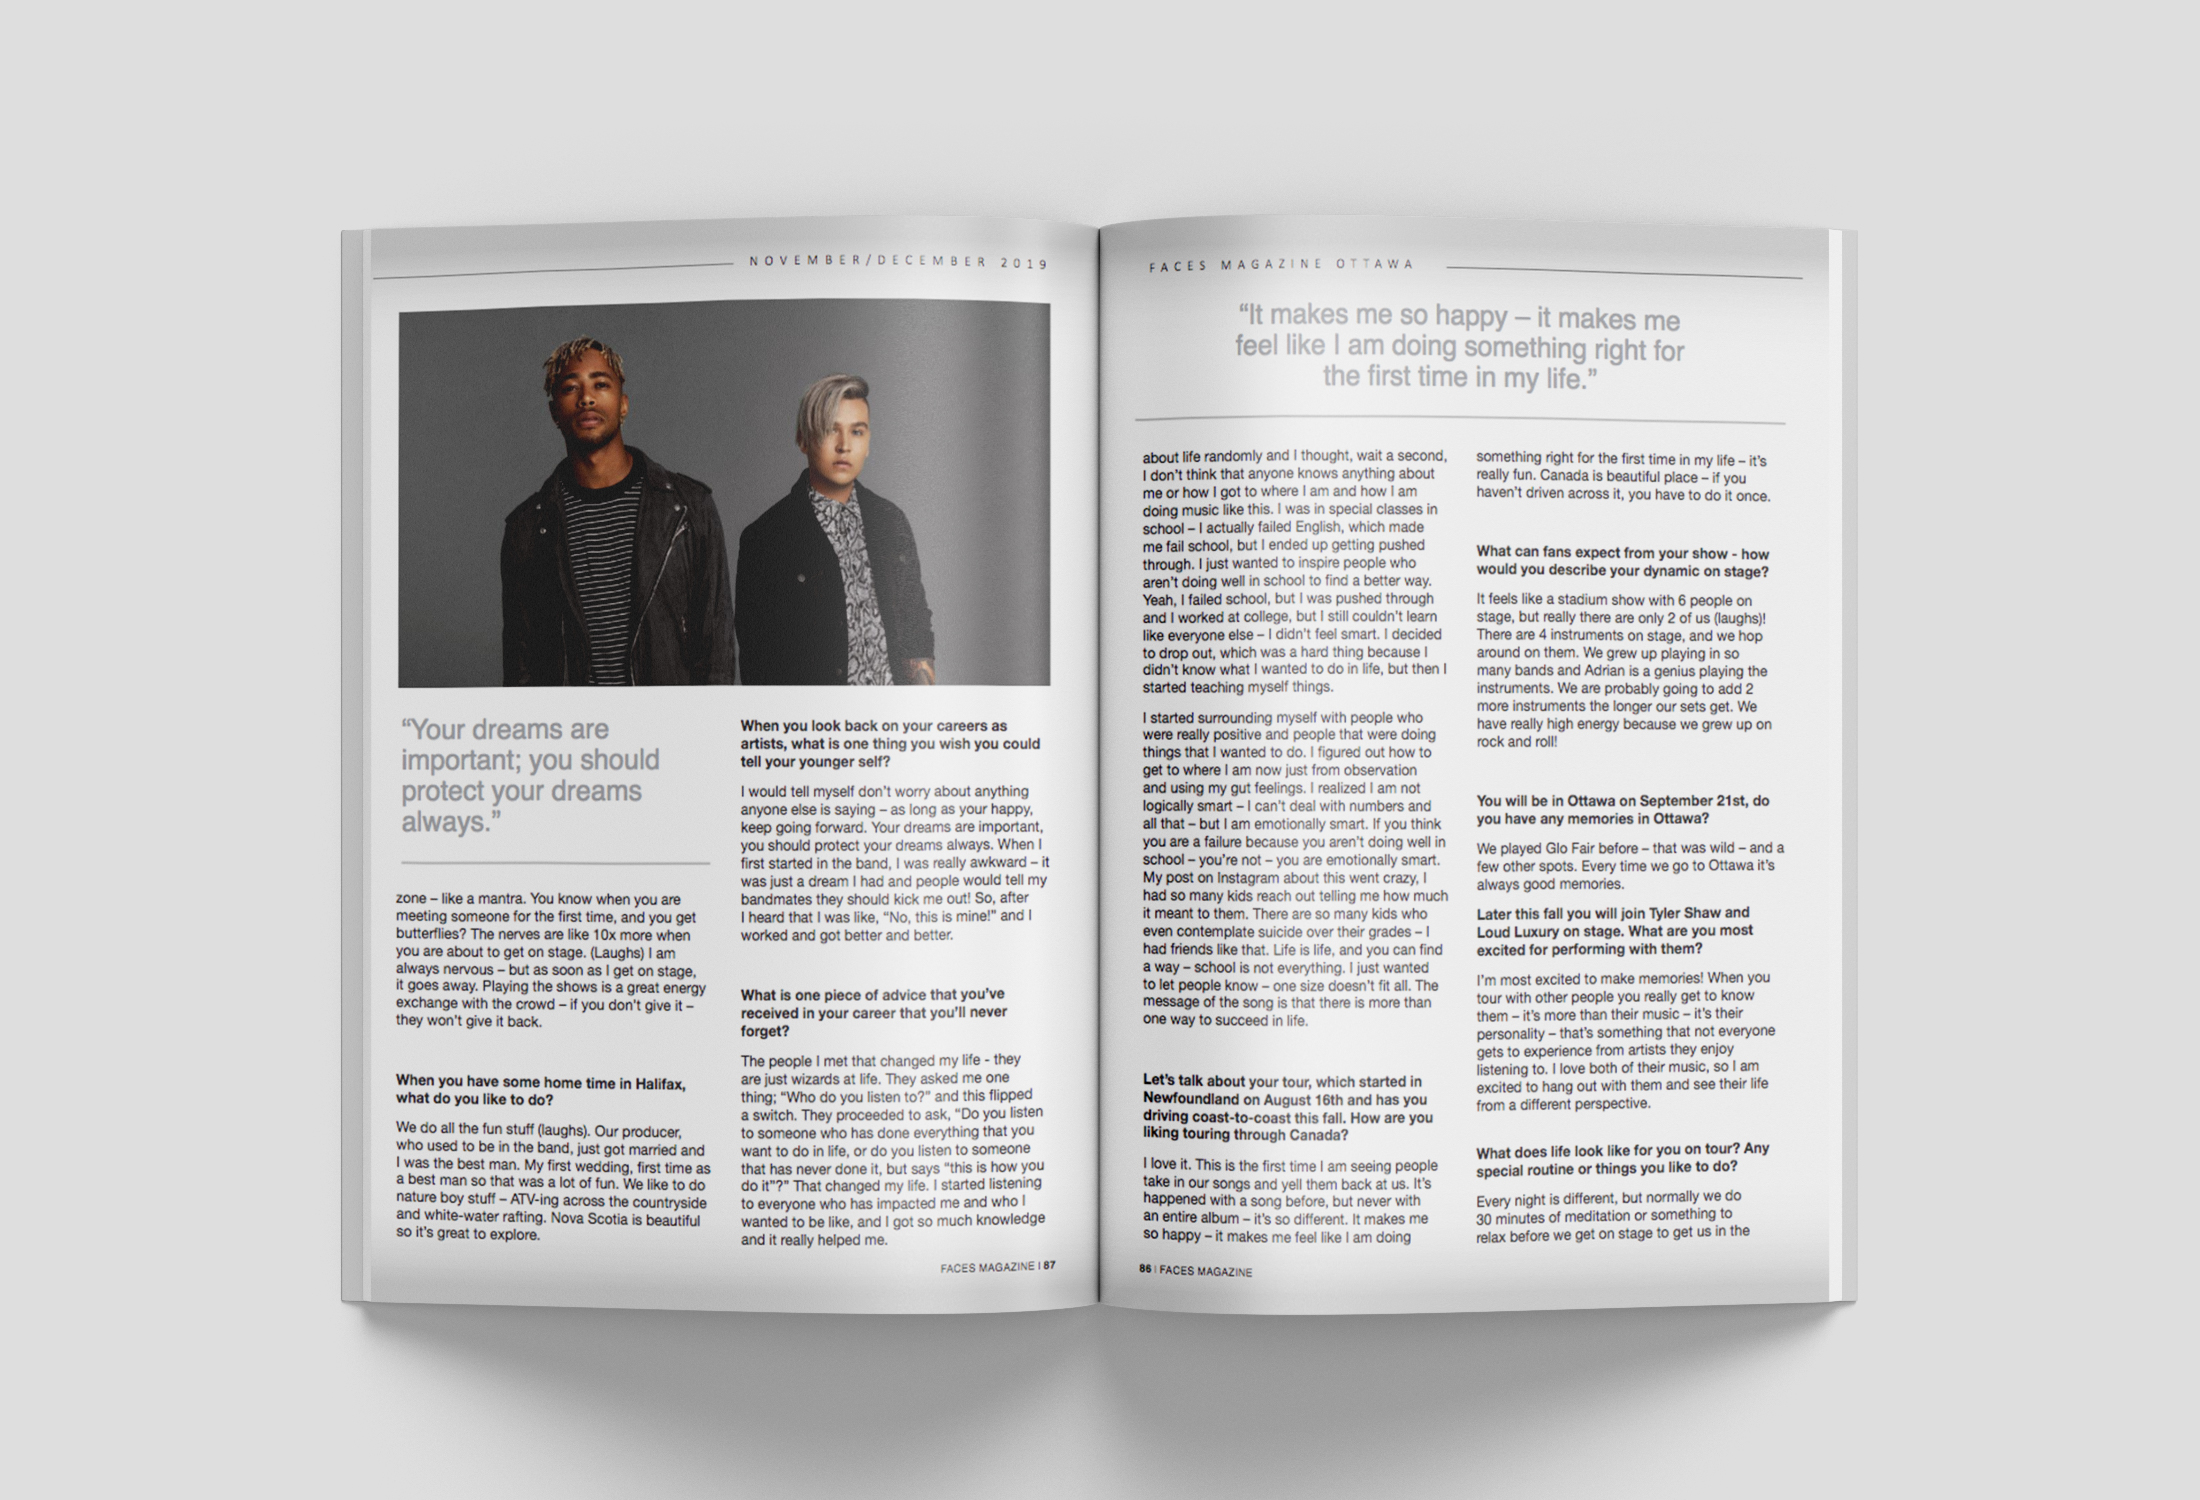 NOVEMBER/DECEMBER 2019
“Your dreams are
important; you should
protect your dreams
always.”
zone – like a mantra. You know when you are
meeting someone for the first time, and you get
butterflies? The nerves are like 10x more when
you are about to get on stage. (Laughs) I am
always nervous – but as soon as I get on stage,
it goes away. Playing the shows is a great energy
exchange with the crowd – if you don't give it –
they won't give it back.
When you have some home time in Halifax,
what do you like to do?
We do all the fun stuff (laughs). Our producer,
who used to be in the band, just got married and
I was the best man. My first wedding, first time as
a best man so that was a lot of fun. We like to do
nature boy stuff – ATV-ing across the countryside
and white-water rafting. Nova Scotia is beautiful
so it's great to explore.
When you look back on your careers as
artists, what is one thing you wish you could
tell your younger self?
I would tell myself don't worry about anything
anyone else is saying – as long as your happy,
keep going forward. Your dreams are important,
you should protect your dreams always. When I
first started in the band, I was really awkward – it
was just a dream I had and people would tell my
bandmates they should kick me out! So, after
I heard that I was like, “No, this is mine!” and I
worked and got better and better.
What is one piece of advice that you've
received in your career that you'll never
forget?
The people I met that changed my life - they
are just wizards at life. They asked me one
thing; “Who do you listen to?” and this flipped
a switch. They proceeded to ask, “Do you listen
to someone who has done everything that you
want to do in life, or do you listen to someone
that has never done it, but says “this is how you
do it”?” That changed my life. I started listening
to everyone who has impacted me and who I
wanted to be like, and I got so much knowledge
and it really helped me.
FACES MAGAZINE | 87
FACES MAGAZINE OTTAWA
“It makes me so happy – it makes me
feel like I am doing something right for
the first time in my life.”
about life randomly and I thought, wait a second,
I don't think that anyone knows anything about
me or how I got to where I am and how I am
doing music like this. I was in special classes in
school – I actually failed English, which made
me fail school, but I ended up getting pushed
through. I just wanted to inspire people who
aren't doing well in school to find a better way.
Yeah, I failed school, but I was pushed through
and I worked at college, but I still couldn't learn
like everyone else – I didn't feel smart. I decided
to drop out, which was a hard thing because I
didn't know what I wanted to do in life, but then I
started teaching myself things.
I started surrounding myself with people who
were really positive and people that were doing
things that I wanted to do. I figured out how to
get to where I am now just from observation
and using my gut feelings. I realized I am not
logically smart – I can't deal with numbers and
all that – but I am emotionally smart. If you think
you are a failure because you aren't doing well in
school – you're not – you are emotionally smart.
My post on Instagram about this went crazy, I
had so many kids reach out telling me how much
it meant to them. There are so many kids who
even contemplate suicide over their grades – I
had friends like that. Life is life, and you can find
a way – school is not everything. I just wanted
to let people know – one size doesn't fit all. The
message of the song is that there is more than
one way to succeed in life.
Let's talk about your tour, which started in
Newfoundland on August 16th and has you
driving coast-to-coast this fall. How are you
liking touring through Canada?
I love it. This is the first time I am seeing people
take in our songs and yell them back at us. It's
happened with a song before, but never with
an entire album – it's so different. It makes me
so happy – it makes me feel like I am doing
something right for the first time in my life – it's
really fun. Canada is beautiful place – if you
haven't driven across it, you have to do it once.
What can fans expect from your show - how
would you describe your dynamic on stage?
It feels like a stadium show with 6 people on
stage, but really there are only 2 of us (laughs)!
There are 4 instruments on stage, and we hop
around on them. We grew up playing in so
many bands and Adrian is a genius playing the
instruments. We are probably going to add 2
more instruments the longer our sets get. We
have really high energy because we grew up on
rock and roll!
You will be in Ottawa on September 21st, do
you have any memories in Ottawa?
We played Glo Fair before – that was wild – and a
few other spots. Every time we go to Ottawa it's
always good memories.
Later this fall you will join Tyler Shaw and
Loud Luxury on stage. What are you most
excited for performing with them?
I'm most excited to make memories! When you
tour with other people you really get to know
them – it's more than their music – it's their
personality – that's something that not everyone
gets to experience from artists they enjoy
listening to. I love both of their music, so I am
excited to hang out with them and see their life
from a different perspective.
What does life look like for you on tour? Any
special routine or things you like to do?
Every night is different, but normally we do
30 minutes of meditation or something to
relax before we get on stage to get us in the
86 | FACES MAGAZINE